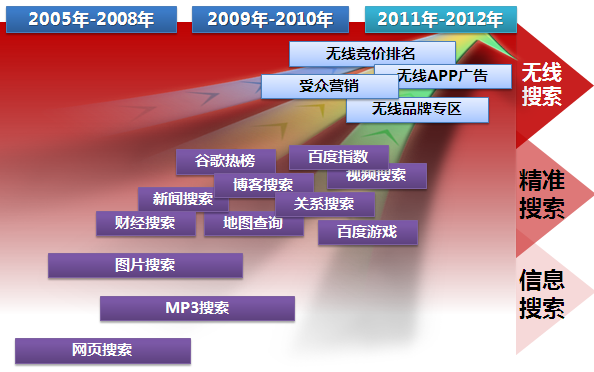 2005年-2008年
2009年-2010年
2011年-2012年
无线竞价排名
无线APP广告
受众营销
无线品牌专区
无线
搜索
谷歌热榜
百度指数
视频搜索
博客搜索
新闻搜索
关系搜索
财经搜索
地图查询
百度游戏
精准
搜索
图片搜索
MP3搜索
信息
搜索
网页搜索